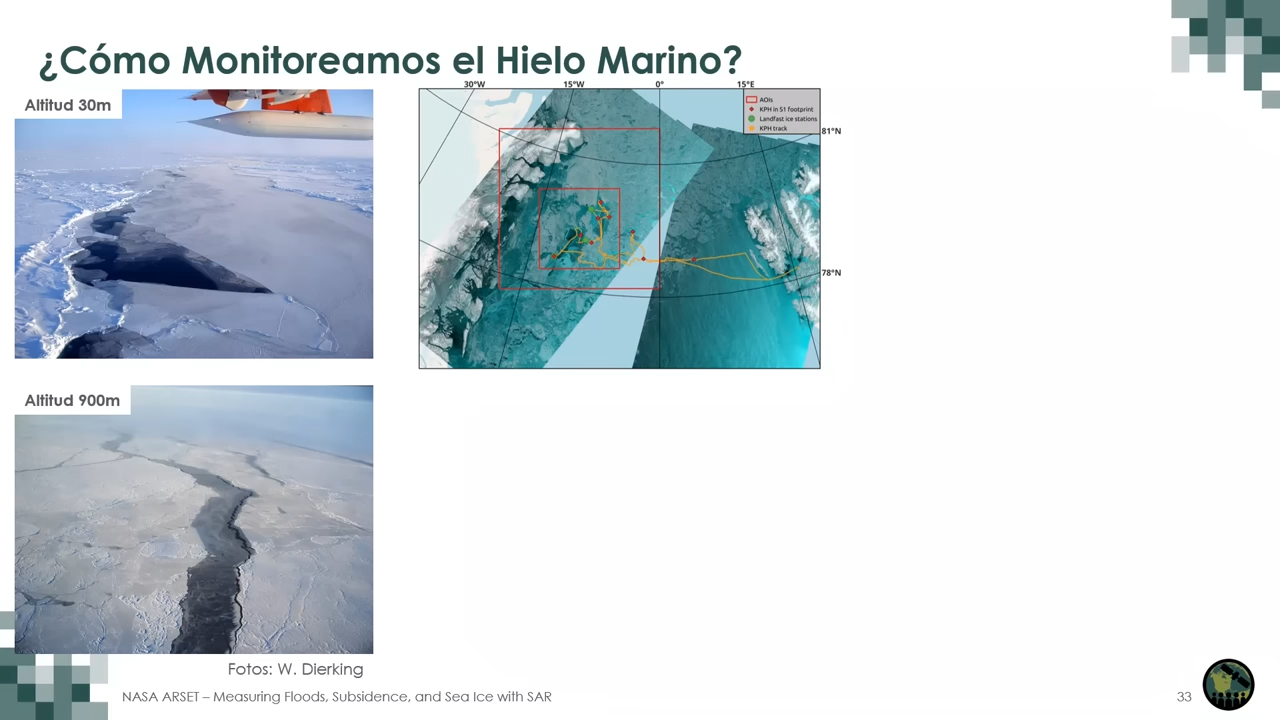 ¿Cómo Monitoreamos el Hielo Marino?
Altitud 30m
30°W 15°W 0° 15°E
AOIs
KPH in S1 footprint
Landfast ice stations
KPH track
81°N
78°N
Altitud 900m
Fotos: W. Dierking
NASA ARSET – Measuring Floods, Subsidence, and Sea Ice with SAR
33